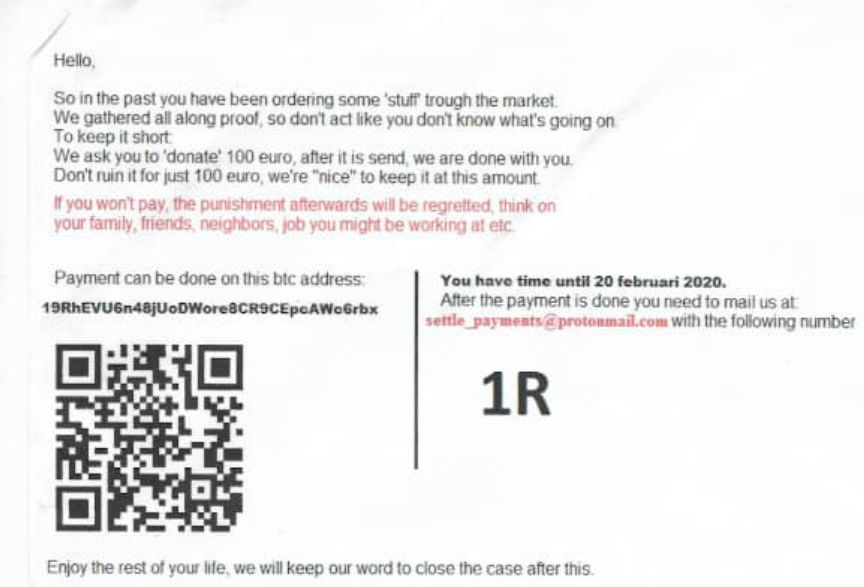 Hello,
So in the past you have been ordering some 'stuff' trough the market.
We gathered all along proof, so don't act like you don't know what's going on.
To keep it short:
We ask you to 'donate' 100 euro, after it is send, we are done with you.
Don't ruin it for just 100 euro, we're "nice" to keep it at this amount.
If you won't pay, the punishment afterwards will be regretted, think on
your family, friends, neighbors, job you might be working at etc.
Payment can be done on this btc address:
19RhEVU6n48jUoDWore8CR9CEpcAWo6rbx
You have time until 20 februari 2020.
After the payment is done you need to mail us at:
settle_payments@protonmail.com with the following number
1R
Enjoy the rest of your life, we will keep our word to close the case after this.